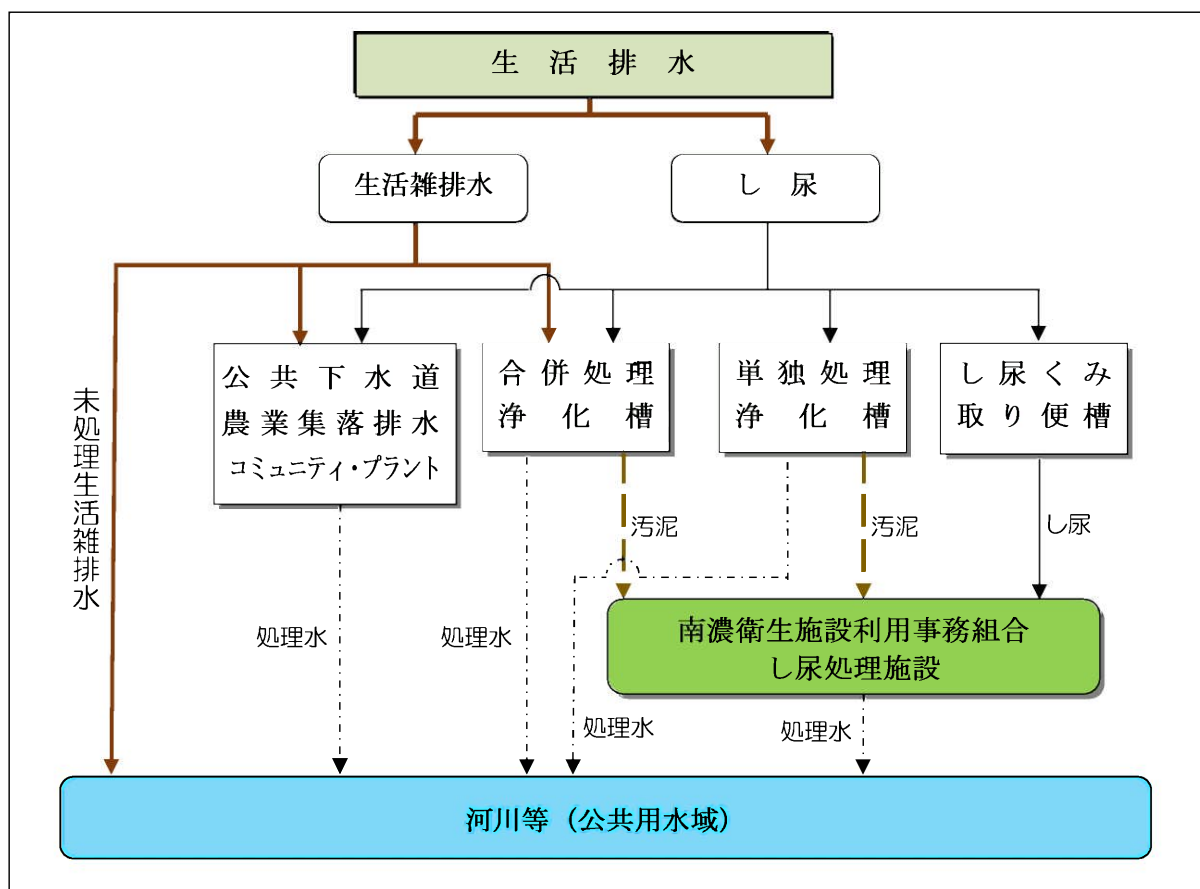 生活排水
生活雑排水
し尿
公共下水道
農業集落排水
コミュニティ・プラント
合併処理
浄化槽
単独処理
浄化槽
し尿くみ
取り便槽
未処理生活雑排水
汚泥
汚泥
し尿
処理水
処理水
南濃衛生施設利用事務組合
し尿処理施設
処理水
処理水
河川等（公共用水域）